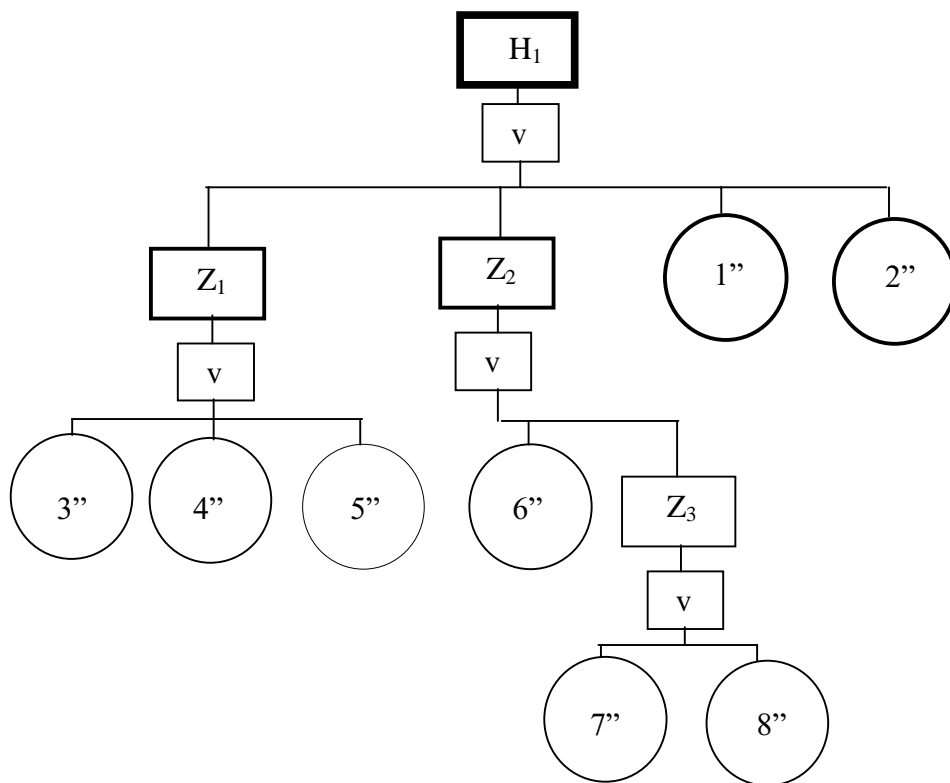 H₁
v
Z₁ Z₂ 1” 2”
v v
3” 4” 5” 6” Z₃
v
7” 8”